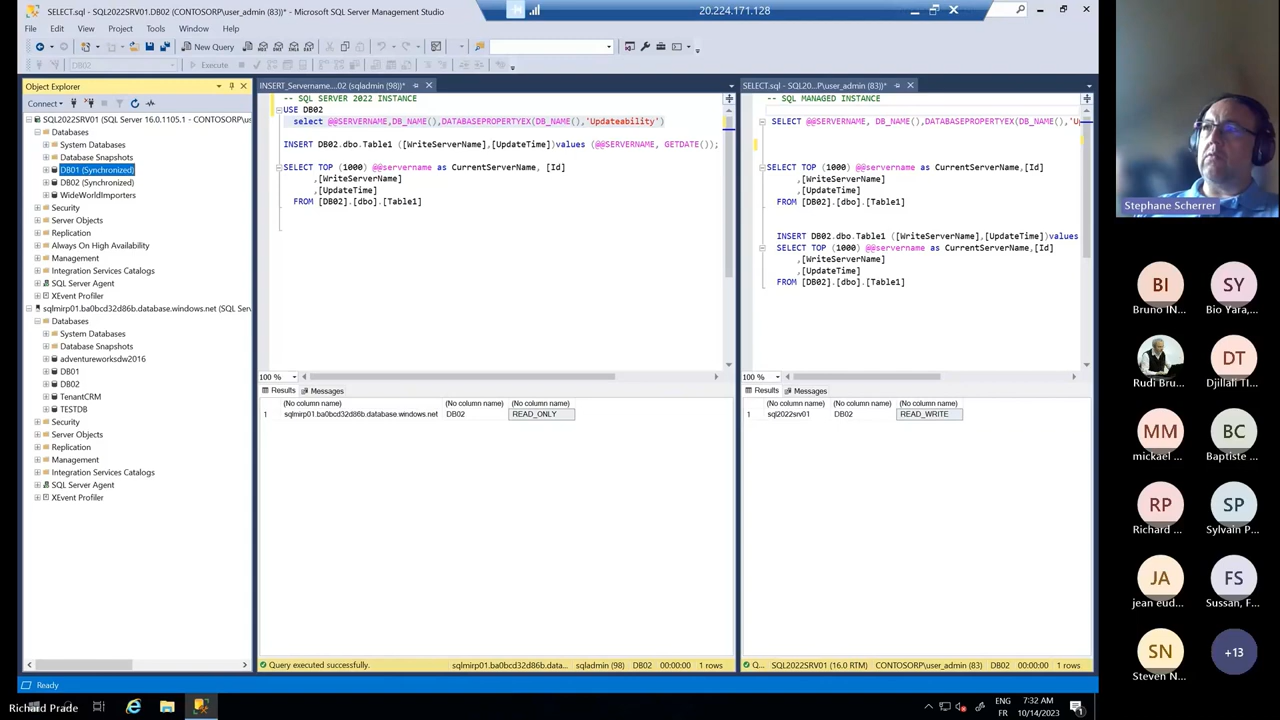 SELECT.sql - SQL2022SRV01.DB02 (CONTOSORP\user_admin (83))* - Microsoft SQL Server Management Studio
20.224.171.128
File Edit View Project Tools Window Help
New Query
DB02
Execute
Object Explorer
Connect
SQL2022SRV01 (SQL Server 16.0.1105.1 - CONTOSORP\us
Databases
System Databases
Database Snapshots
DB01 (Synchronized)
DB02 (Synchronized)
WideWorldImporters
Security
Server Objects
Replication
Always On High Availability
Management
Integration Services Catalogs
SQL Server Agent
XEvent Profiler
sqlmirp01.ba0bcd32d86b.database.windows.net (SQL Ser
Databases
System Databases
Database Snapshots
adventureworksdw2016
DB01
DB02
TenantCRM
TESTDB
Security
Server Objects
Replication
Management
Integration Services Catalogs
SQL Server Agent
XEvent Profiler
INSERT_Servername....02 (sqladmin (98))*
-- SQL SERVER 2022 INSTANCE
USE DB02
select @@SERVERNAME,DB_NAME(),DATABASEPROPERTYEX(DB_NAME(),'Updateability')
INSERT DB02.dbo.Table1 ([WriteServerName],[UpdateTime])values (@@SERVERNAME, GETDATE());
SELECT TOP (1000) @@servername as CurrentServerName, [Id]
,[WriteServerName]
,[UpdateTime]
FROM [DB02].[dbo].[Table1]
100 %
Results Messages
(No column name) (No column name) (No column name)
1 sqlmirp01.ba0bcd32d86b.database.windows.net DB02 READ_ONLY
Query executed successfully. sqlmirp01.ba0bcd32d86b.data... sqladmin (98) DB02 00:00:00 1 rows
SELECT.sql - SQL20...P\user_admin (83))*
-- SQL MANAGED INSTANCE
SELECT @@SERVERNAME, DB_NAME(),DATABASEPROPERTYEX(DB_NAME(),'U
SELECT TOP (1000) @@servername as CurrentServerName,[Id]
,[WriteServerName]
,[UpdateTime]
FROM [DB02].[dbo].[Table1]
INSERT DB02.dbo.Table1 ([WriteServerName],[UpdateTime])values
SELECT TOP (1000) @@servername as CurrentServerName,[Id]
,[WriteServerName]
,[UpdateTime]
FROM [DB02].[dbo].[Table1]
100 %
Results Messages
(No column name) (No column name) (No column name)
1 sql2022srv01 DB02 READ_WRITE
Q... SQL2022SRV01 (16.0 RTM) CONTOSORP\user_admin (83) DB02 00:00:00 1 rows
Ready
Richard Prade
ENG
FR
7:32 AM
10/14/2023
1
Stephane Scherrer
BI SY
Bruno IN... Bio Yara,...
DT
Rudi Bru... Djillali TI...
MM BC
mickael ... Baptiste ...
RP SP
Richard ... Sylvain P...
JA FS
jean eud... Sussan, F...
SN +13
Steven N...